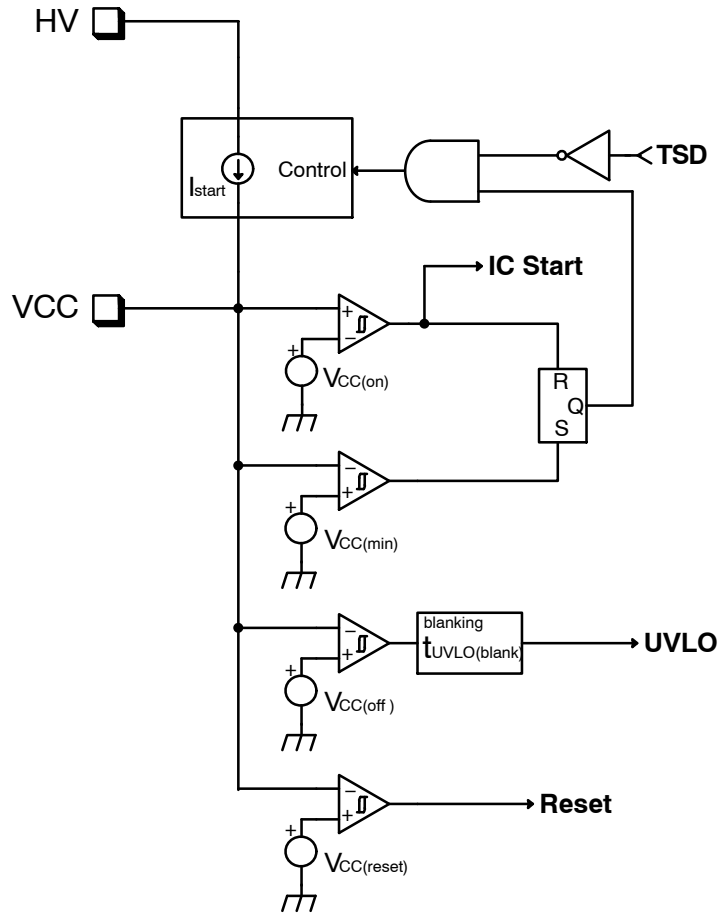 HV
TSD
Control
Istart
IC Start
VCC
+
−
+
VCC(on)
R
Q
S
−
+
+
VCC(min)
blanking
−
tUVLO(blank)
UVLO
+
+
VCC(off )
−
Reset
+
+
VCC(reset)